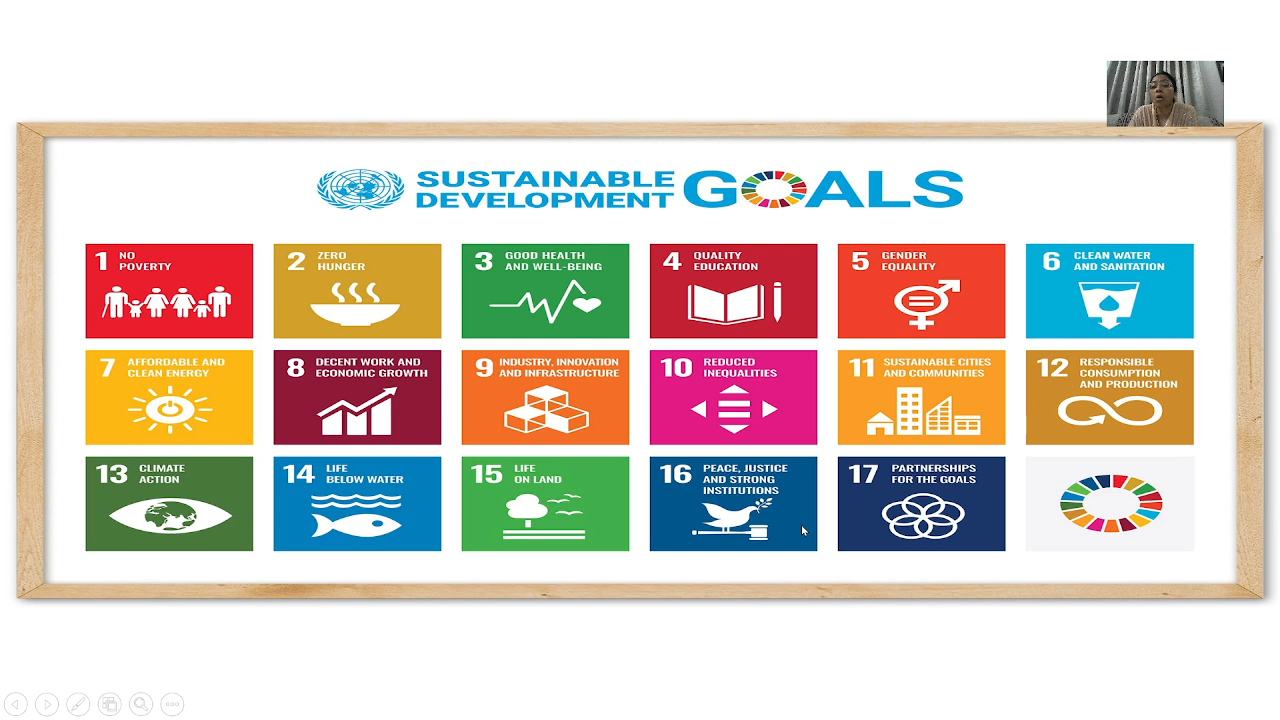 SUSTAINABLE
DEVELOPMENT
GOALS
1 NO
POVERTY
2 ZERO
HUNGER
3 GOOD HEALTH
AND WELL-BEING
4 QUALITY
EDUCATION
5 GENDER
EQUALITY
6 CLEAN WATER
AND SANITATION
7 AFFORDABLE AND
CLEAN ENERGY
8 DECENT WORK AND
ECONOMIC GROWTH
9 INDUSTRY, INNOVATION
AND INFRASTRUCTURE
10 REDUCED
INEQUALITIES
11 SUSTAINABLE CITIES
AND COMMUNITIES
12 RESPONSIBLE
CONSUMPTION
AND PRODUCTION
13 CLIMATE
ACTION
14 LIFE
BELOW WATER
15 LIFE
ON LAND
16 PEACE, JUSTICE
AND STRONG
INSTITUTIONS
17 PARTNERSHIPS
FOR THE GOALS